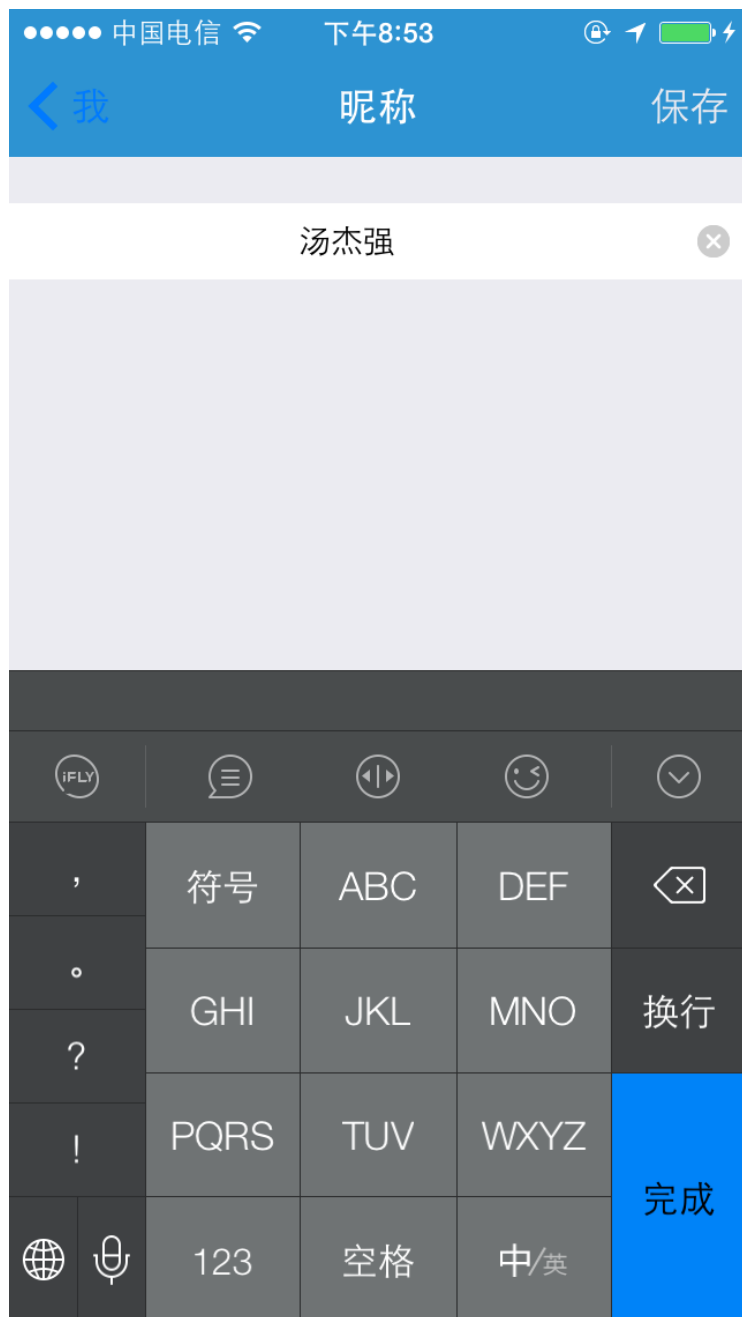 中国电信 下午8:53
我 昵称 保存
汤杰强
iFLY
, 符号 ABC DEF
。 GHI JKL MNO 换行
?
! PQRS TUV WXYZ 完成
123 空格 中/英